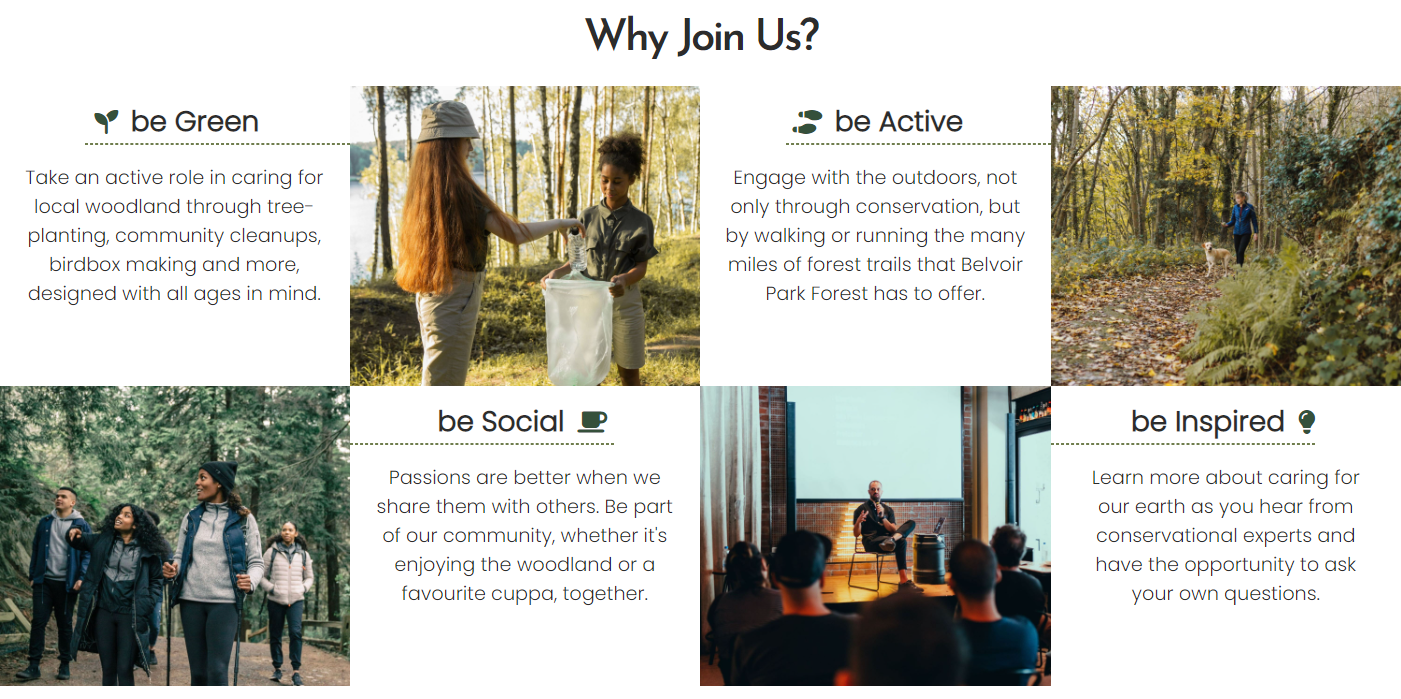 Why Join Us?
be Green
Take an active role in caring for
local woodland through tree-
planting, community cleanups,
birdbox making and more,
designed with all ages in mind.
be Active
Engage with the outdoors, not
only through conservation, but
by walking or running the many
miles of forest trails that Belvoir
Park Forest has to offer.
be Social
Passions are better when we
share them with others. Be part
of our community, whether it's
enjoying the woodland or a
favourite cuppa, together.
be Inspired
Learn more about caring for
our earth as you hear from
conservational experts and
have the opportunity to ask
your own questions.